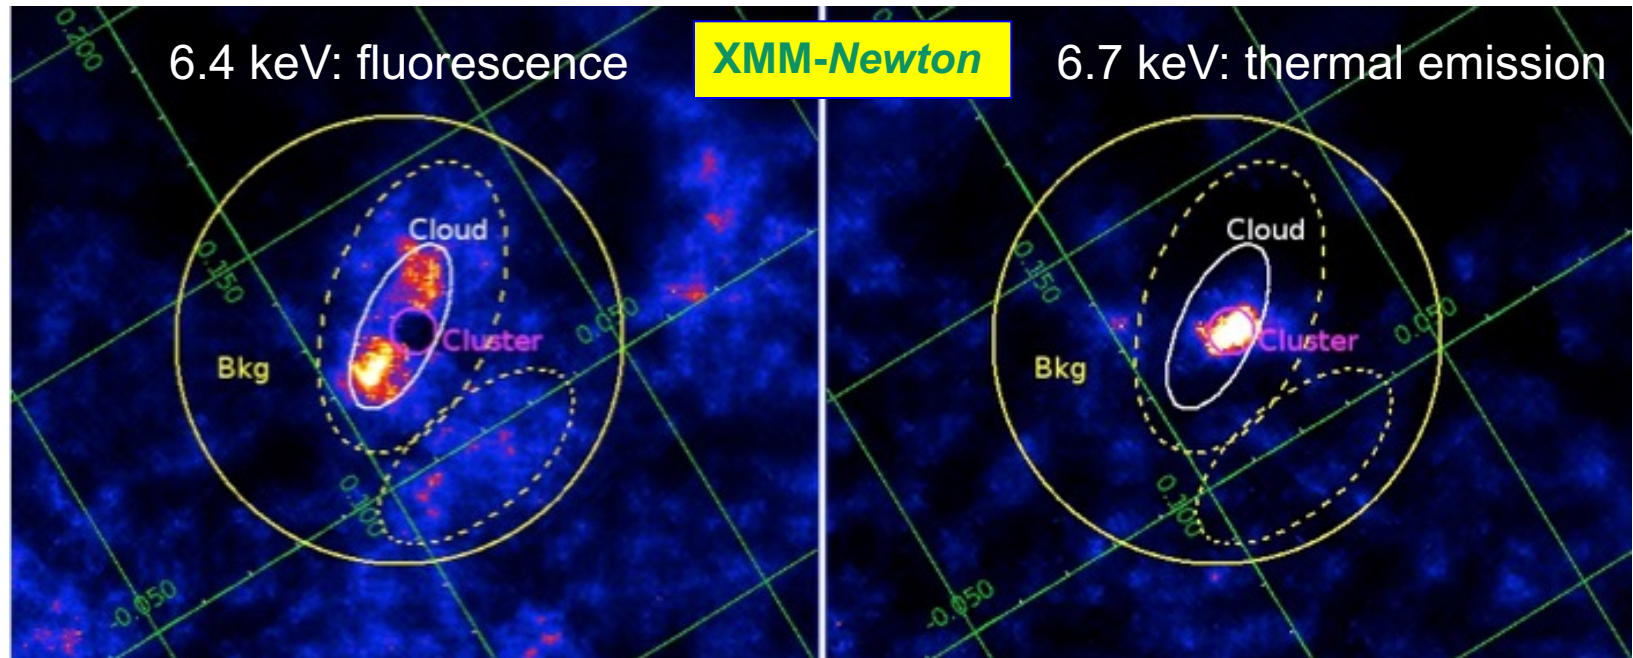 6.4 keV: fluorescence
XMM-Newton
6.7 keV: thermal emission
0.200
Cloud
0.150
Cluster
0.050
Bkg
0.100
-0.050
Cloud
0.150
Cluster
0.050
Bkg
0.100
-0.050